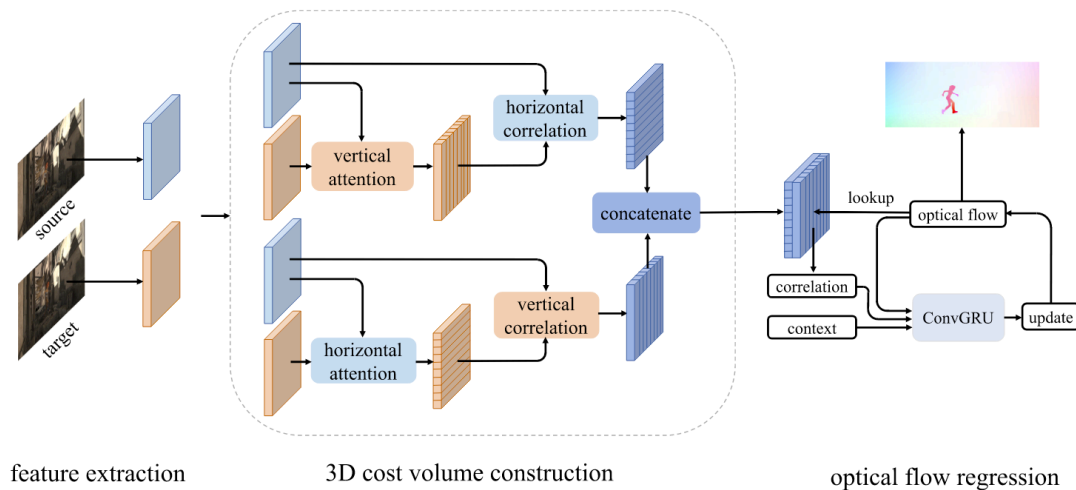 source
target
vertical
attention
horizontal
correlation
horizontal
attention
vertical
correlation
concatenate
lookup
optical flow
correlation
context
ConvGRU
update
feature extraction
3D cost volume construction
optical flow regression